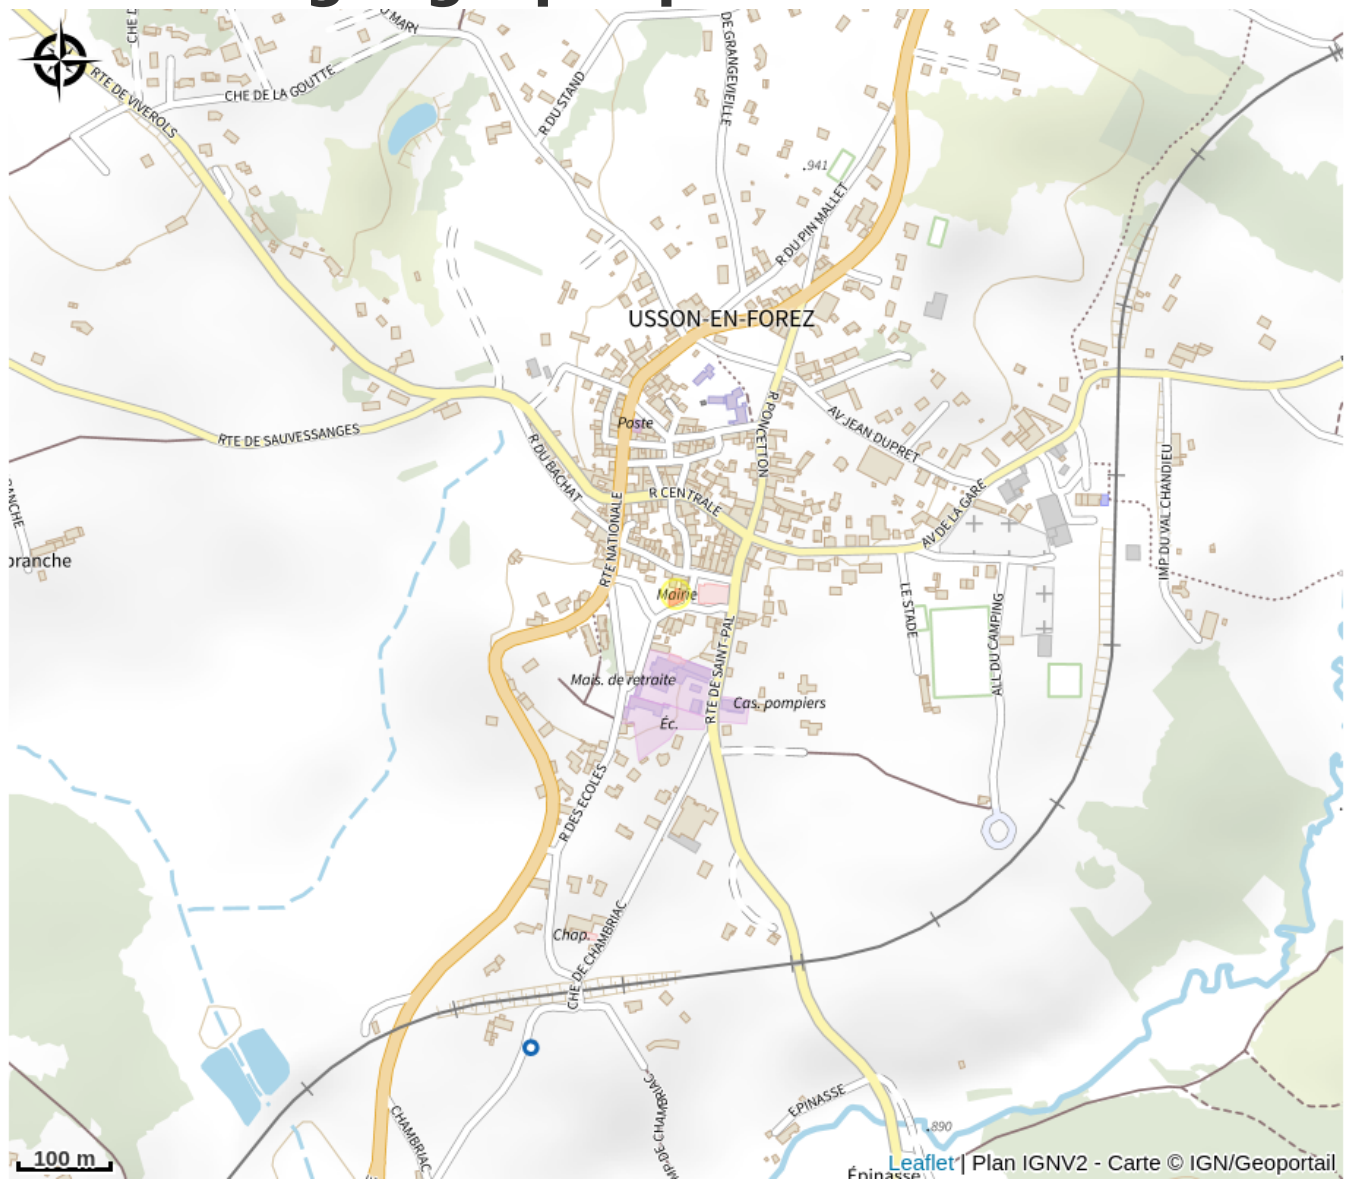 RTE DE VIVEROLS
CHE DE LA GOUTTE
R DU STAND
DE GRANGEVIEILLE
.941
R DU PIN MALLET
USSON-EN-FOREZ
Poste
R PONCETTON
AV JEAN DUPRET
RTE DE SAUVESSANGES
R DU BACHAT
R CENTRALE
AV DE LA GARE
IMP DU VAL CHANDIEU
RTE NATIONALE
Mairie
LE STADE
ALL DU CAMPING
RTE DE SAINT-PAL
Mais. de retraite
Cas. pompiers
Éc.
R DES ECOLES
Chap.
CHE DE CHAMBRIAC
EPINASSE
CHAMBRIAC
.890
Épinasse
100 m
Leaflet | Plan IGNV2 - Carte © IGN/Geoportail